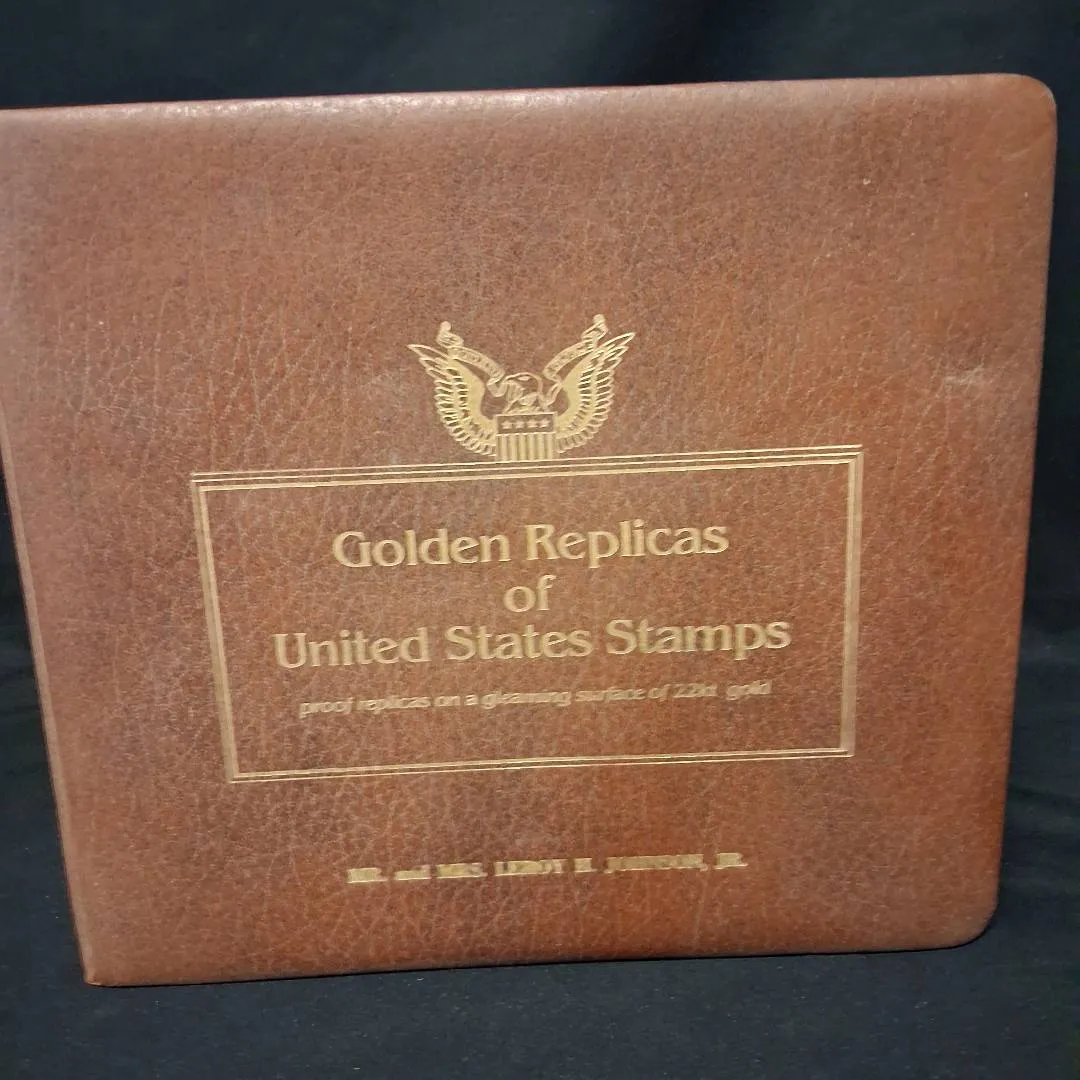 Golden Replicas
of
United States Stamps
proof replicas on a gleaming surface of 22kt gold
MR. and MRS. LEROY H. JOHNSON, JR.